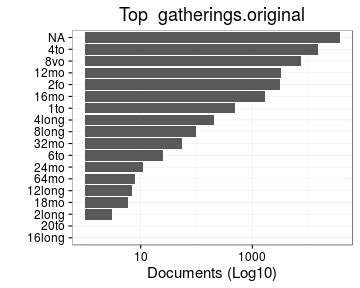 Top gatherings.original
NA
4to
8vo
12mo
2fo
16mo
1to
4long
8long
32mo
6to
24mo
64mo
12long
18mo
2long
20to
16long
10 1000
Documents (Log10)